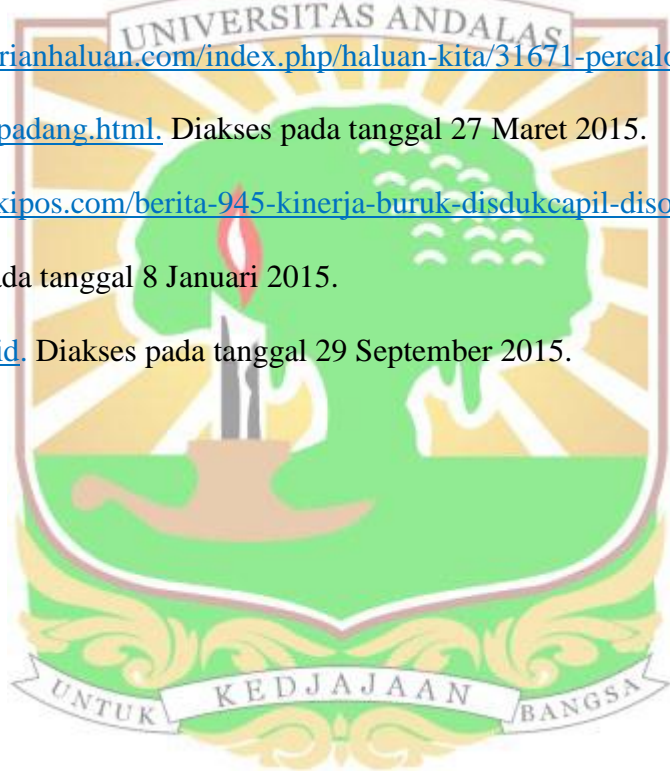 UNIVERSITAS ANDALAS
rianhaluan.com/index.php/haluan-kita/31671-percalo
padang.html. Diakses pada tanggal 27 Maret 2015.
kipos.com/berita-945-kinerja-buruk-disdukcapil-diso
ada tanggal 8 Januari 2015.
id. Diakses pada tanggal 29 September 2015.
UNTUK KEDJAJAAN BANGSA